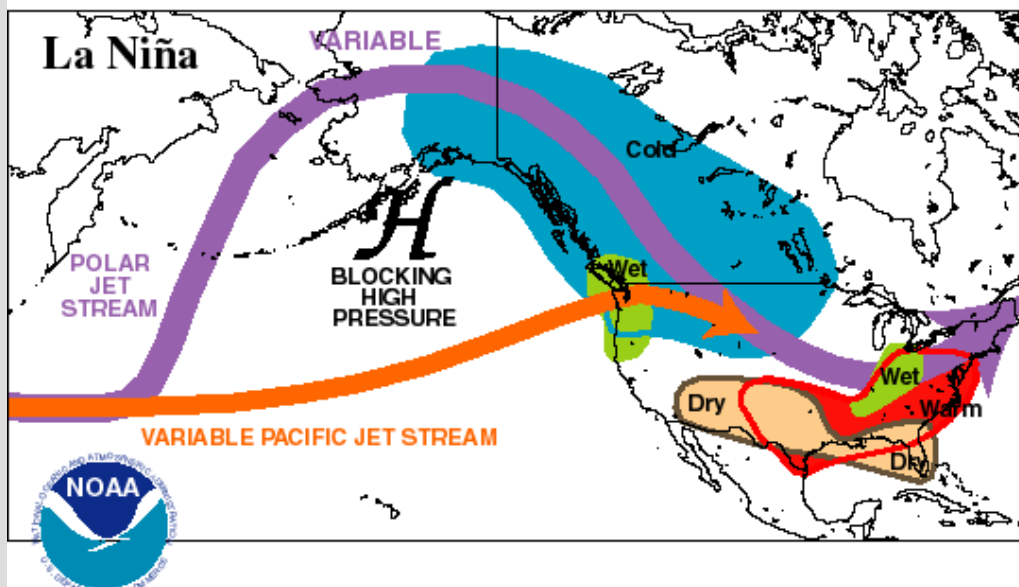 La Niña
VARIABLE
Cold
POLAR
JET
STREAM
H
BLOCKING
HIGH
PRESSURE
Wet
Wet
Dry
Warm
Dry
VARIABLE PACIFIC JET STREAM
NOAA